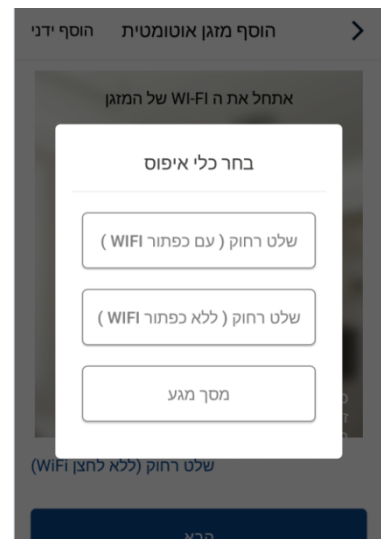 הוסף מזגן אוטומטית
הוסף ידני
אתחל את ה WI-FI של המזגן
בחר כלי איפוס
שלט רחוק ( עם כפתור WIFI )
שלט רחוק ( ללא כפתור WIFI )
מסך מגע
שלט רחוק (ללא לחצן WiFi)
הבא